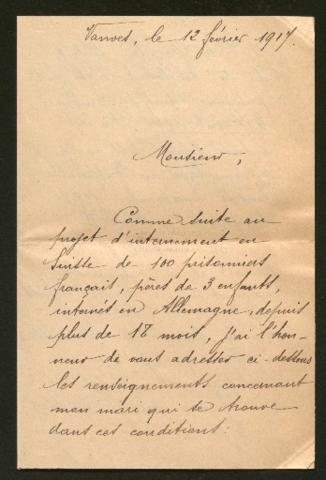 Vanves, le 12 février 1917.
Monsieur,
Comme suite au
projet d'internement en
Suisse de 100 prisonniers
français, pères de 3 enfants,
internés en Allemagne, depuis
plus de 18 mois, j'ai l'hon-
neur de vous adresser ci-dessous
les renseignements concernant
mon mari qui se trouve
dans ces conditions: